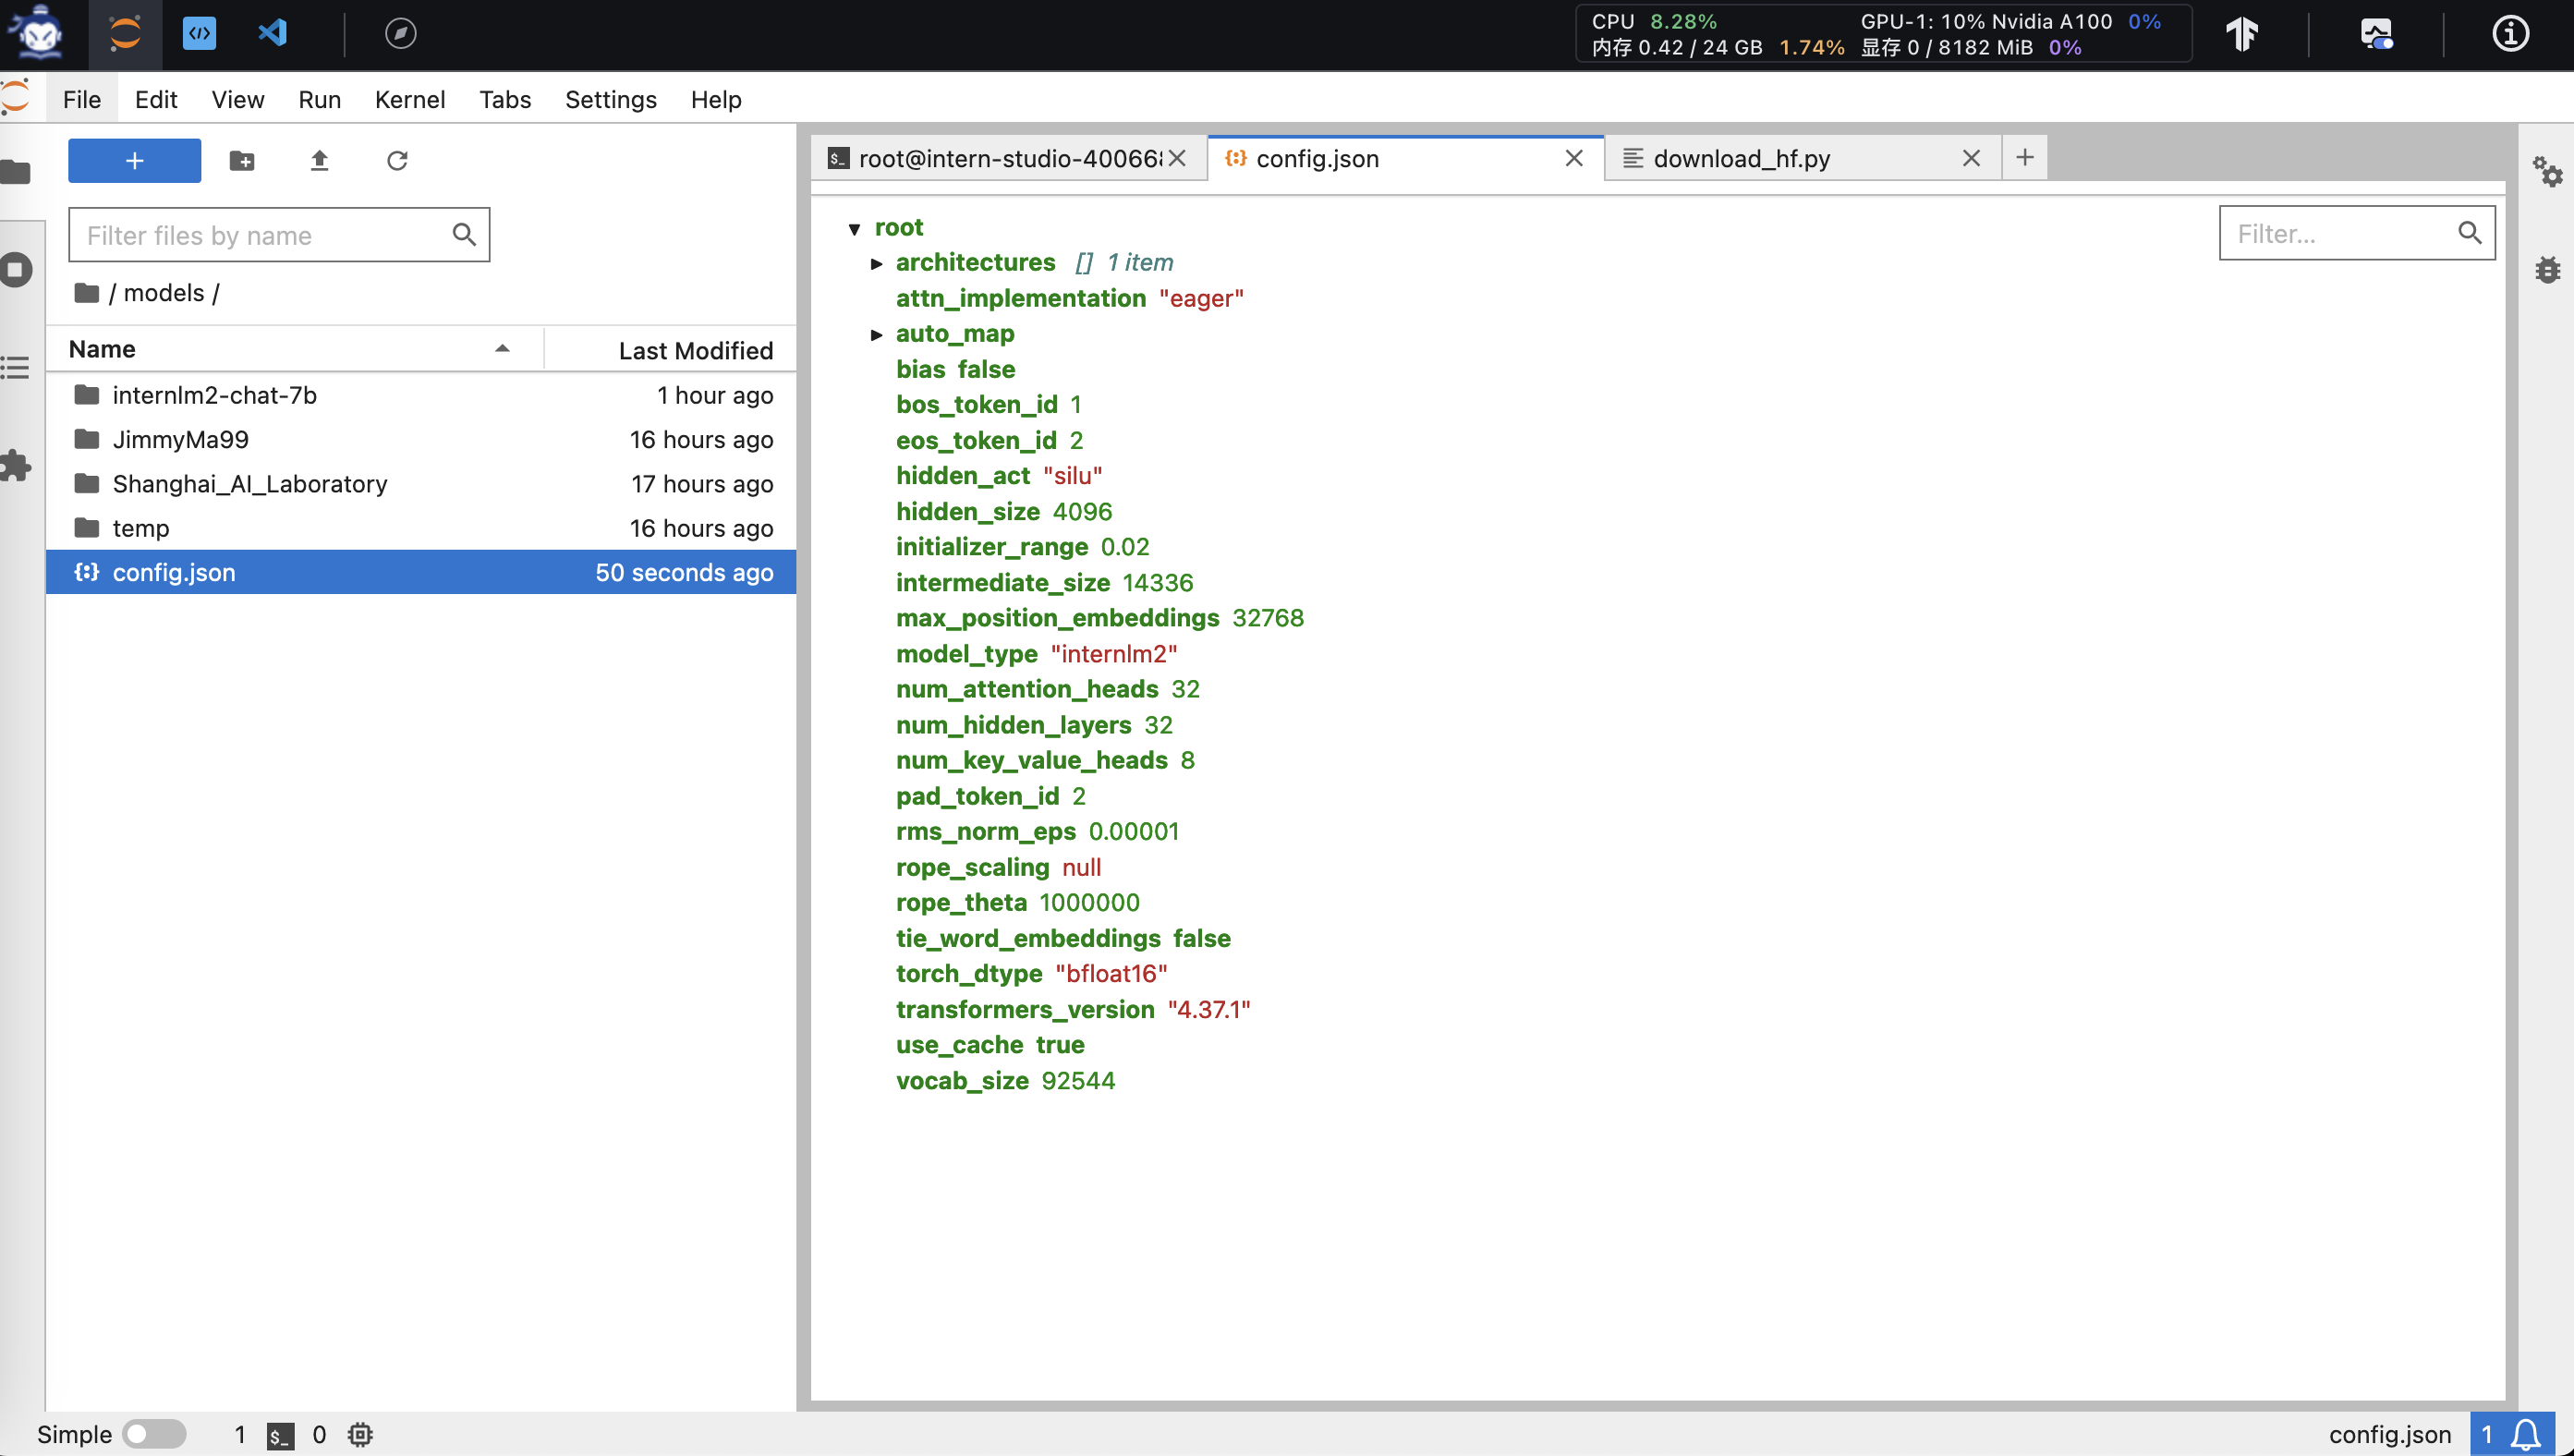 CPU 8.28% GPU-1: 10% Nvidia A100 0%
内存 0.42 / 24 GB 1.74% 显存 0 / 8182 MiB 0%
File Edit View Run Kernel Tabs Settings Help
+
root@intern-studio-40066
config.json
download_hf.py
Filter files by name
/ models /
Name Last Modified
internlm2-chat-7b 1 hour ago
JimmyMa99 16 hours ago
Shanghai_AI_Laboratory 17 hours ago
temp 16 hours ago
config.json 50 seconds ago
Filter...
root
architectures [] 1 item
attn_implementation "eager"
auto_map
bias false
bos_token_id 1
eos_token_id 2
hidden_act "silu"
hidden_size 4096
initializer_range 0.02
intermediate_size 14336
max_position_embeddings 32768
model_type "internlm2"
num_attention_heads 32
num_hidden_layers 32
num_key_value_heads 8
pad_token_id 2
rms_norm_eps 0.00001
rope_scaling null
rope_theta 1000000
tie_word_embeddings false
torch_dtype "bfloat16"
transformers_version "4.37.1"
use_cache true
vocab_size 92544
Simple 1 $_ 0 config.json 1